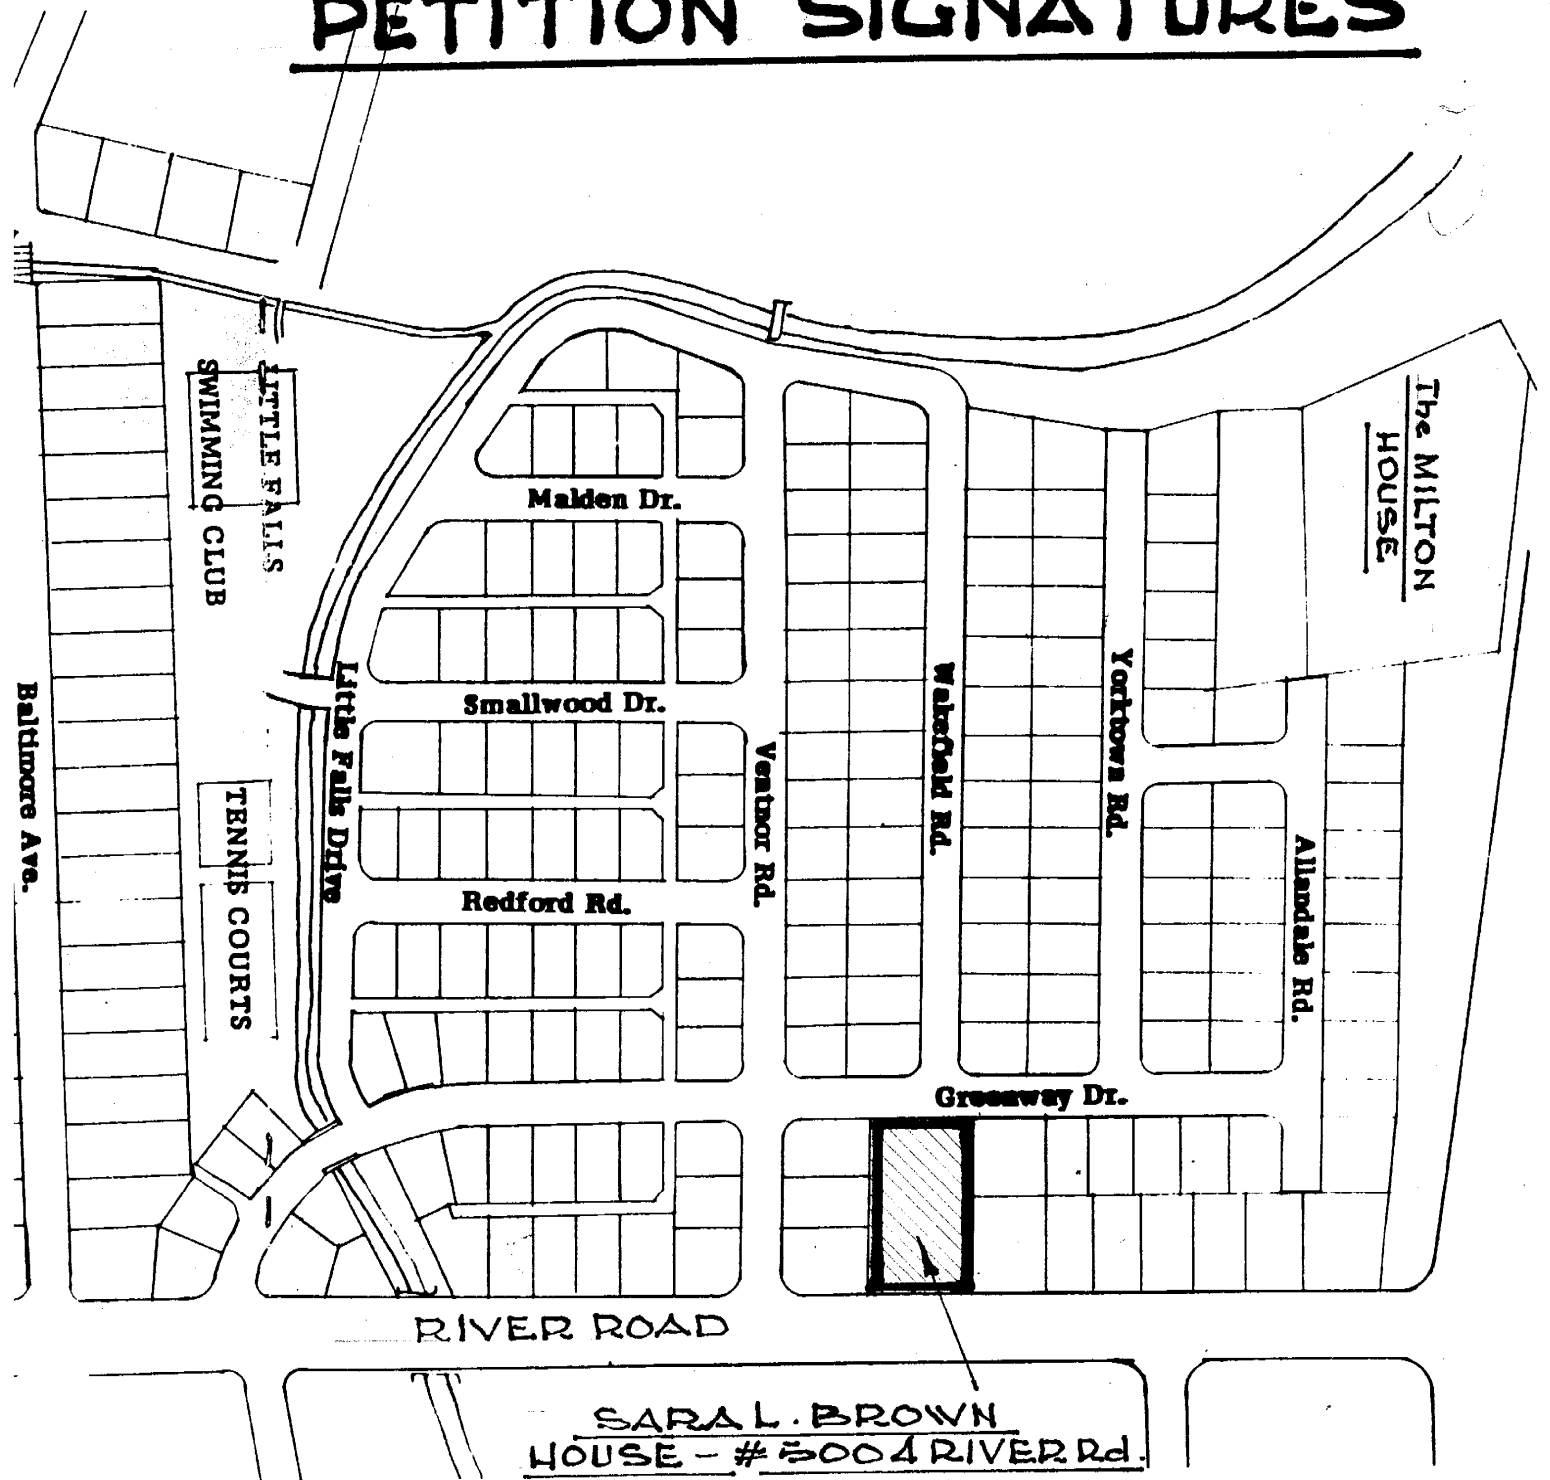 PETITION SIGNATURES
The MILTON
HOUSE
LITTLE FALLS
SWIMMING CLUB
Malden Dr.
Smallwood Dr.
Little Falls Drive
Baltimore Ave.
TENNIS COURTS
Ventnor Rd.
Wakefield Rd.
Yorktown Rd.
Allandale Rd.
Redford Rd.
Greenway Dr.
RIVER ROAD
SARA L. BROWN
HOUSE - #5004 RIVER Rd.